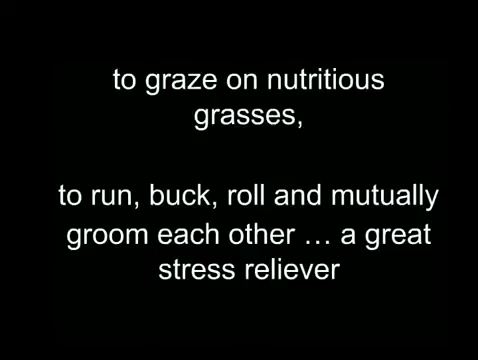 to graze on nutritious
grasses,
to run, buck, roll and mutually
groom each other … a great
stress reliever